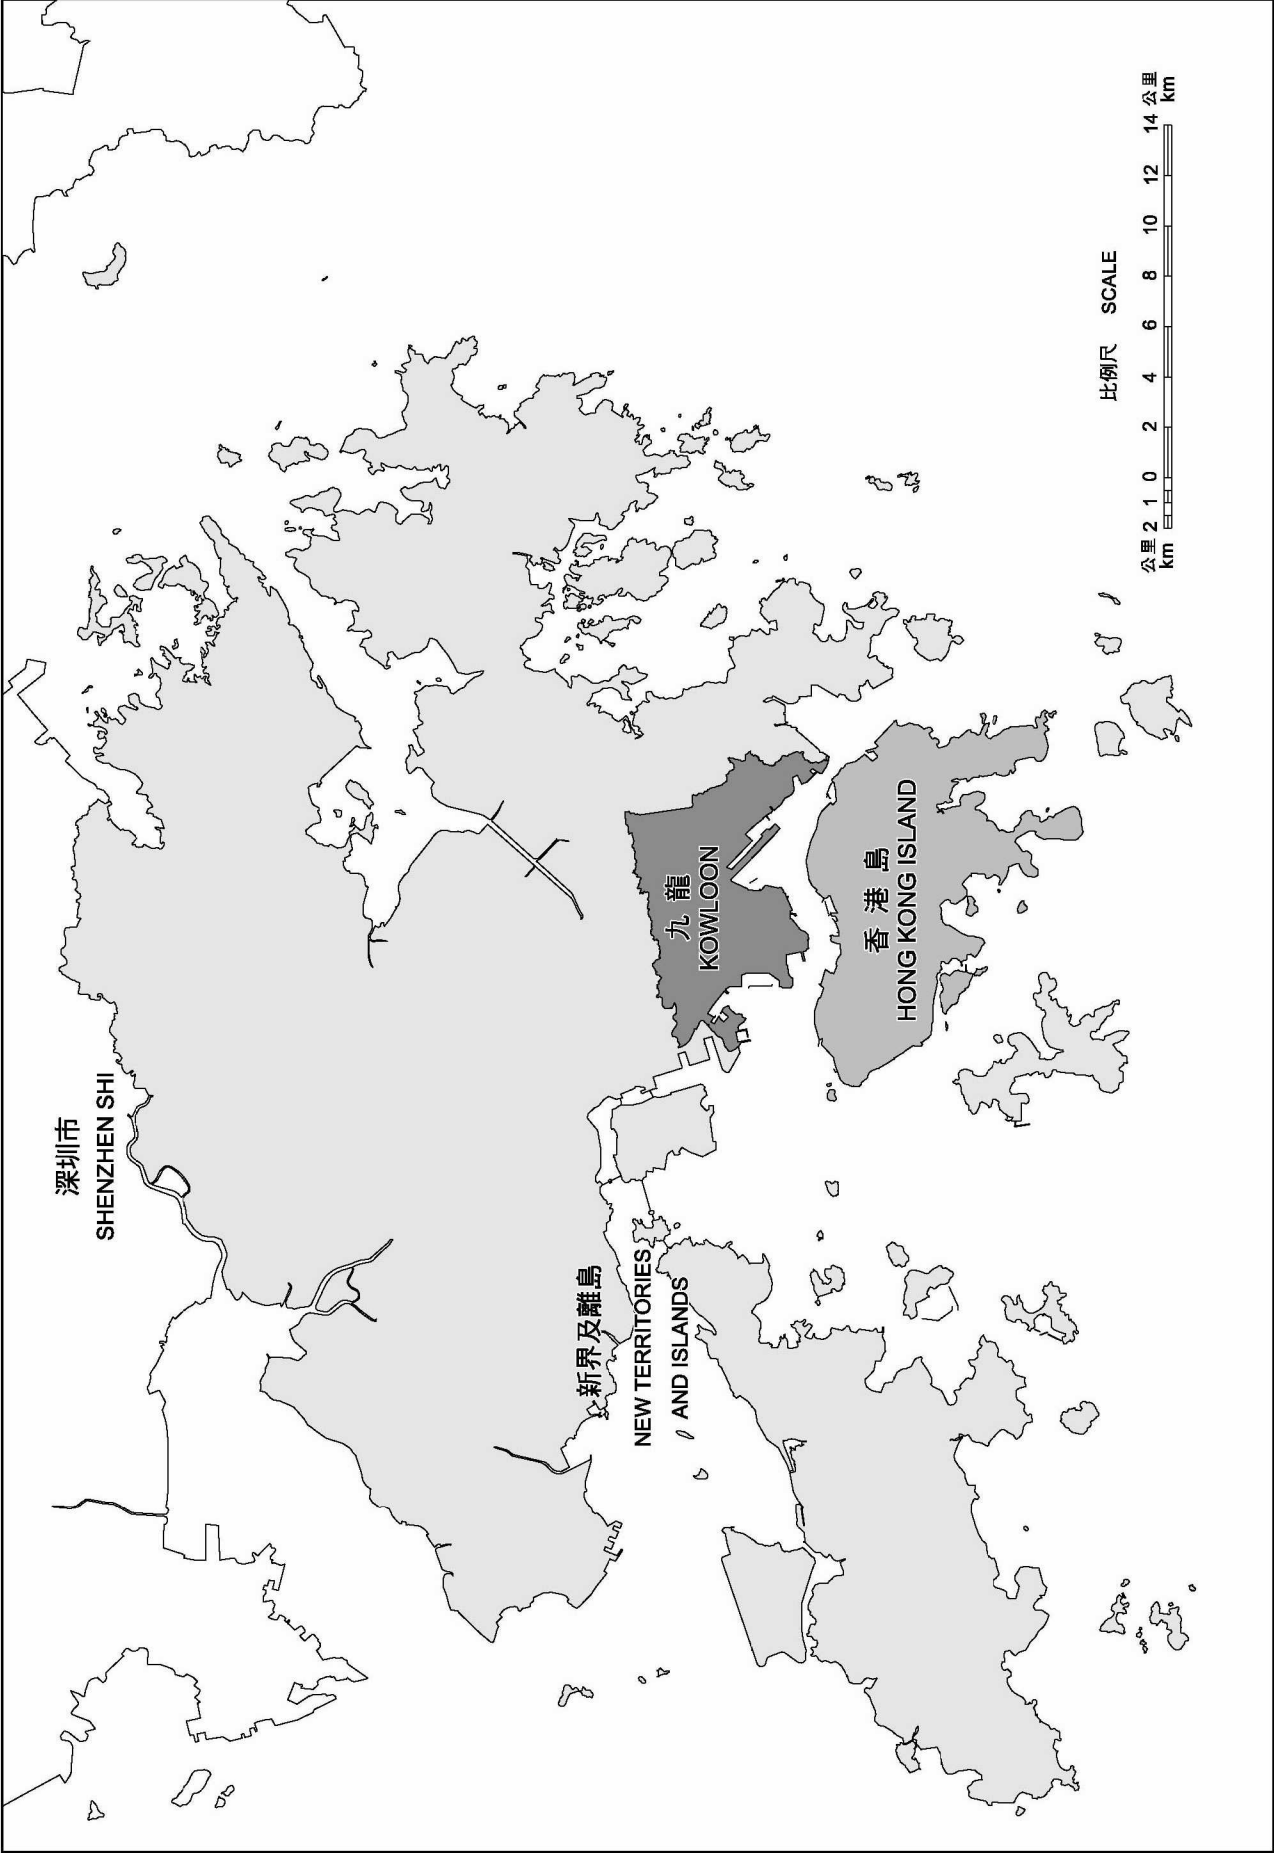 深圳市
SHENZHEN SHI
新界及離島
NEW TERRITORIES
AND ISLANDS
九龍
KOWLOON
香港島
HONG KONG ISLAND
比例尺 SCALE
公里 2 1 0 2 4 6 8 10 12 14 公里
km km